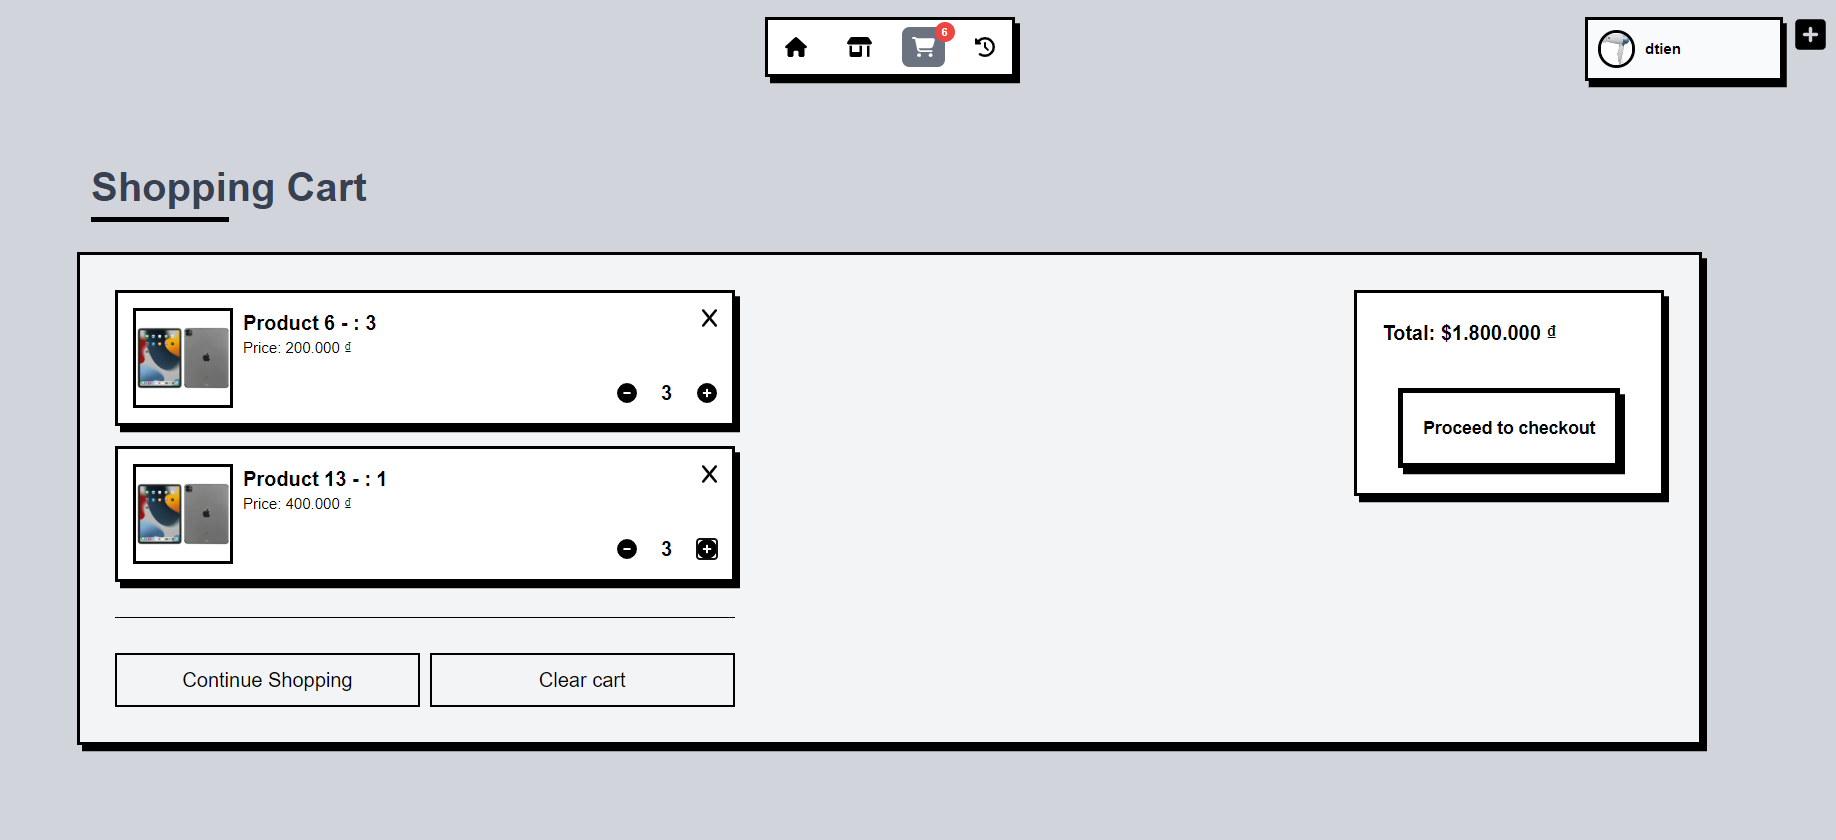 6
dtien
Shopping Cart
Product 6 - : 3
Price: 200.000 ₫
3
Total: $1.800.000 ₫
Proceed to checkout
Product 13 - : 1
Price: 400.000 ₫
3
Continue Shopping
Clear cart